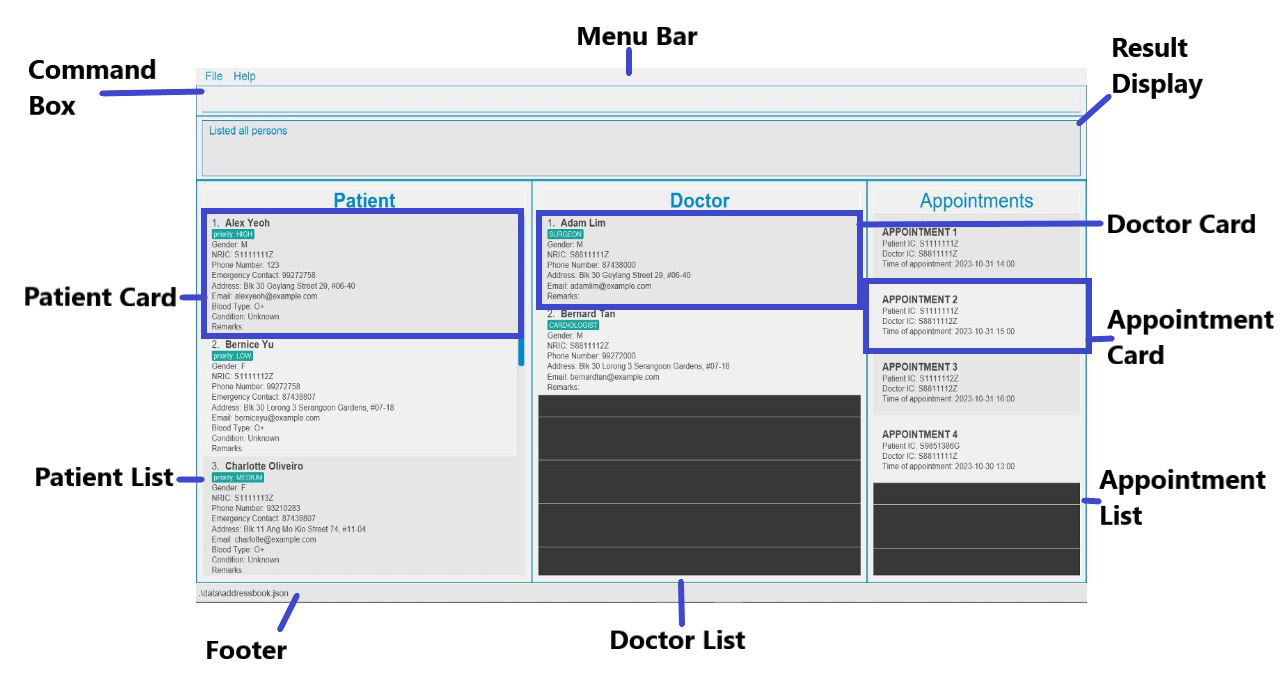 Menu Bar
Result
Display
Command
Box
File Help
Listed all persons
Patient
1. Alex Yeoh
priority: HIGH
Gender: M
NRIC: S1111111Z
Phone Number: 123
Emergency Contact: 99272758
Address: Blk 30 Geylang Street 29, #06-40
Email: alexyeoh@example.com
Blood Type: O+
Condition: Unknown
Remarks:
2. Bernice Yu
priority: LOW
Gender: F
NRIC: S1111112Z
Phone Number: 99272758
Emergency Contact: 87438807
Address: Blk 30 Lorong 3 Serangoon Gardens, #07-18
Email: berniceyu@example.com
Blood Type: O+
Condition: Unknown
Remarks:
3. Charlotte Oliveiro
priority: MEDIUM
Gender: F
NRIC: S1111113Z
Phone Number: 93210283
Emergency Contact: 87438807
Address: Blk 11 Ang Mo Kio Street 74, #11-04
Email: charlotte@example.com
Blood Type: O+
Condition: Unknown
Remarks:
Doctor
1. Adam Lim
SURGEON
Gender: M
NRIC: S8811111Z
Phone Number: 87438000
Address: Blk 30 Geylang Street 29, #06-40
Email: adamlim@example.com
Remarks:
2. Bernard Tan
CARDIOLOGIST
Gender: M
NRIC: S8811112Z
Phone Number: 99272000
Address: Blk 30 Lorong 3 Serangoon Gardens, #07-18
Email: bernardtan@example.com
Remarks:
Appointments
APPOINTMENT 1
Patient IC: S1111111Z
Doctor IC: S8811111Z
Time of appointment: 2023-10-31 14:00
APPOINTMENT 2
Patient IC: S1111111Z
Doctor IC: S8811112Z
Time of appointment: 2023-10-31 15:00
APPOINTMENT 3
Patient IC: S1111112Z
Doctor IC: S8811112Z
Time of appointment: 2023-10-31 16:00
APPOINTMENT 4
Patient IC: S9851386G
Doctor IC: S8811111Z
Time of appointment: 2023-10-30 13:00
.\data\addressbook.json
Doctor Card
Patient Card
Appointment
Card
Patient List
Appointment
List
Footer
Doctor List